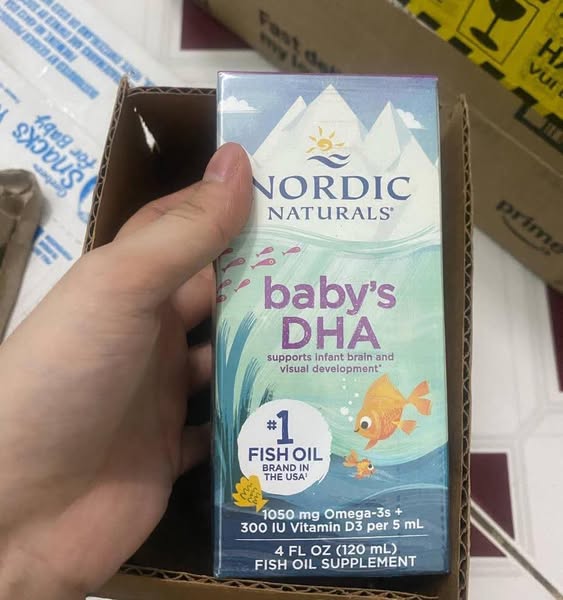 NORDIC
NATURALS®
baby's
DHA
supports infant brain and
visual development*
#1
FISH OIL
BRAND IN
THE USA†
1050 mg Omega-3s +
300 IU Vitamin D3 per 5 mL
4 FL OZ (120 mL)
FISH OIL SUPPLEMENT
Fast
my
prime
Snacks
for Baby